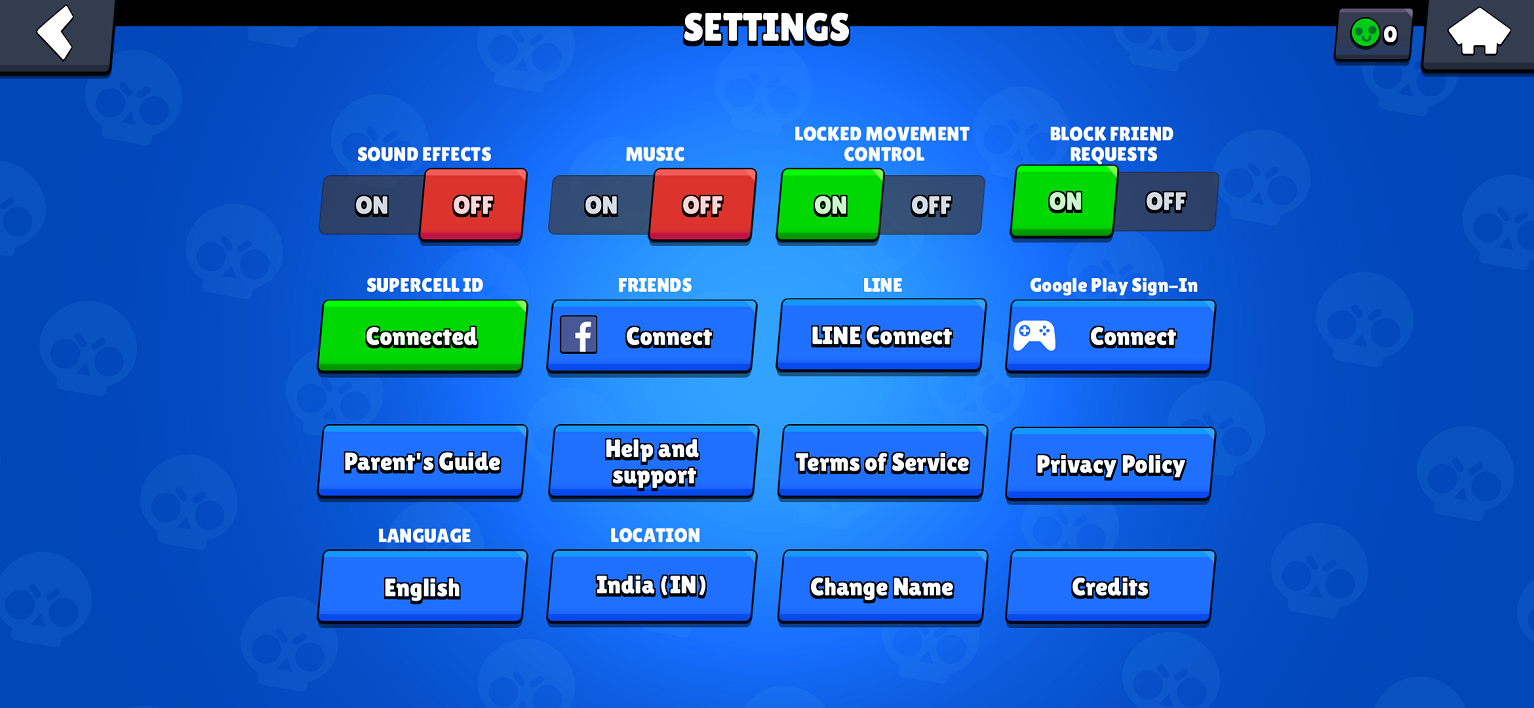 SETTINGS
0
SOUND EFFECTS
ON OFF
MUSIC
ON OFF
LOCKED MOVEMENT
CONTROL
ON OFF
BLOCK FRIEND
REQUESTS
ON OFF
SUPERCELL ID
Connected
FRIENDS
f Connect
LINE
LINE Connect
Google Play Sign-In
Connect
Parent's Guide
Help and
support
Terms of Service
Privacy Policy
LANGUAGE
English
LOCATION
India (IN)
Change Name
Credits